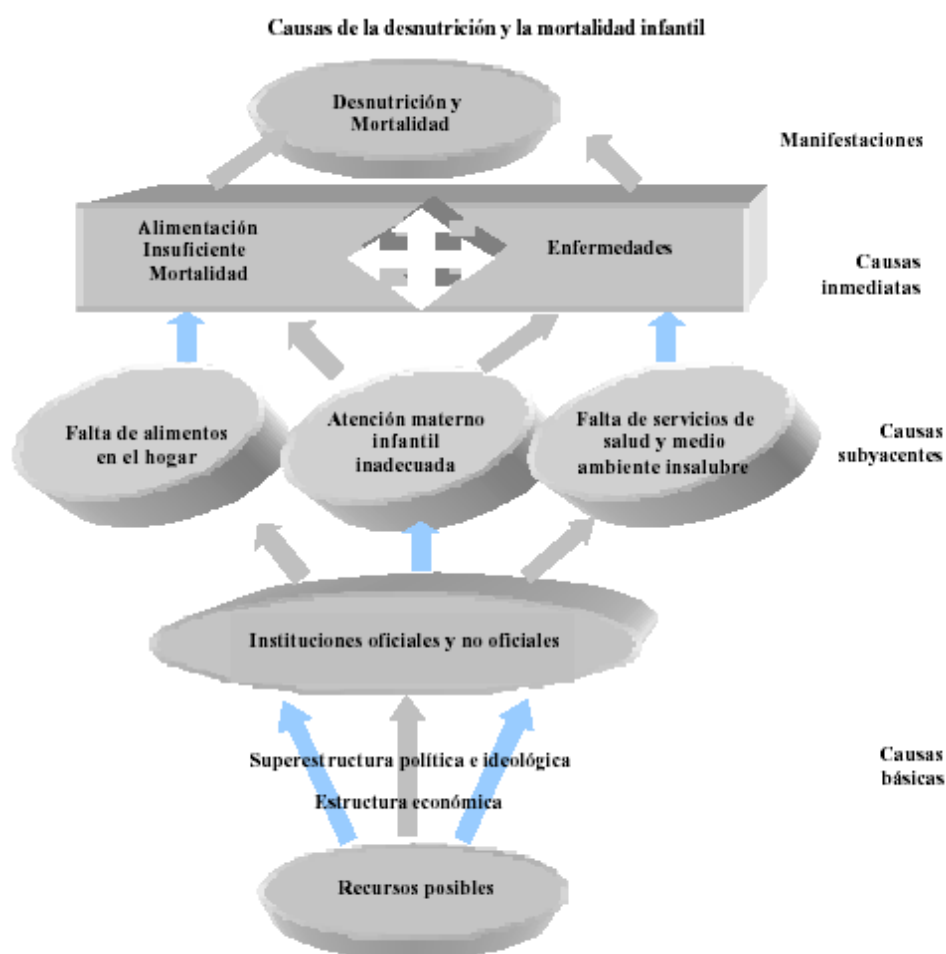 Causas de la desnutrición y la mortalidad infantil
Desnutrición y
Mortalidad
Manifestaciones
Alimentación
Insuficiente
Mortalidad
Enfermedades
Causas
inmediatas
Falta de alimentos
en el hogar
Atención materno
infantil
inadecuada
Falta de servicios de
salud y medio
ambiente insalubre
Causas
subyacentes
Instituciones oficiales y no oficiales
Superestructura política e ideológica
Estructura económica
Causas
básicas
Recursos posibles